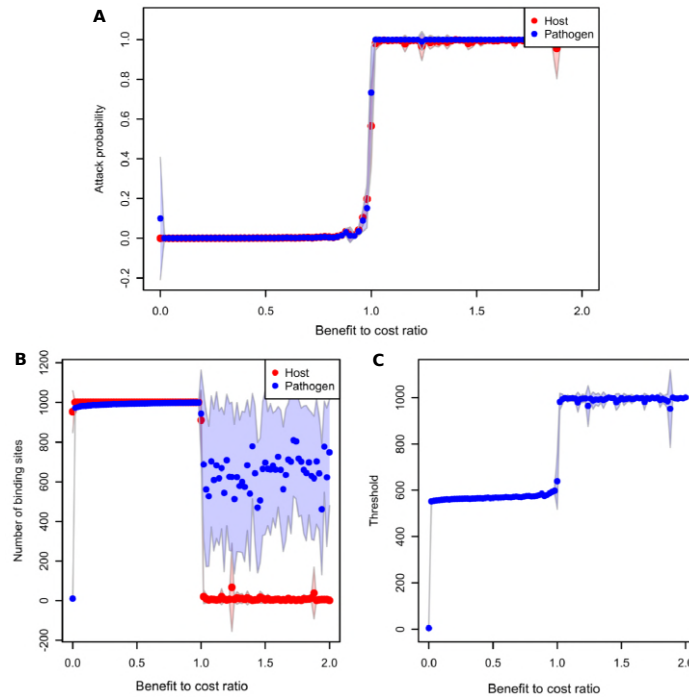 A
Host
Pathogen
Attack probability
1.0
0.8
0.6
0.4
0.2
0.0
-0.2
0.0 0.5 1.0 1.5 2.0
Benefit to cost ratio
B
Host
Pathogen
Number of binding sites
1200
1000
800
600
400
200
0
-200
0.0 0.5 1.0 1.5 2.0
Benefit to cost ratio
C
Threshold
1000
800
600
400
200
0
0.0 0.5 1.0 1.5 2.0
Benefit to cost ratio